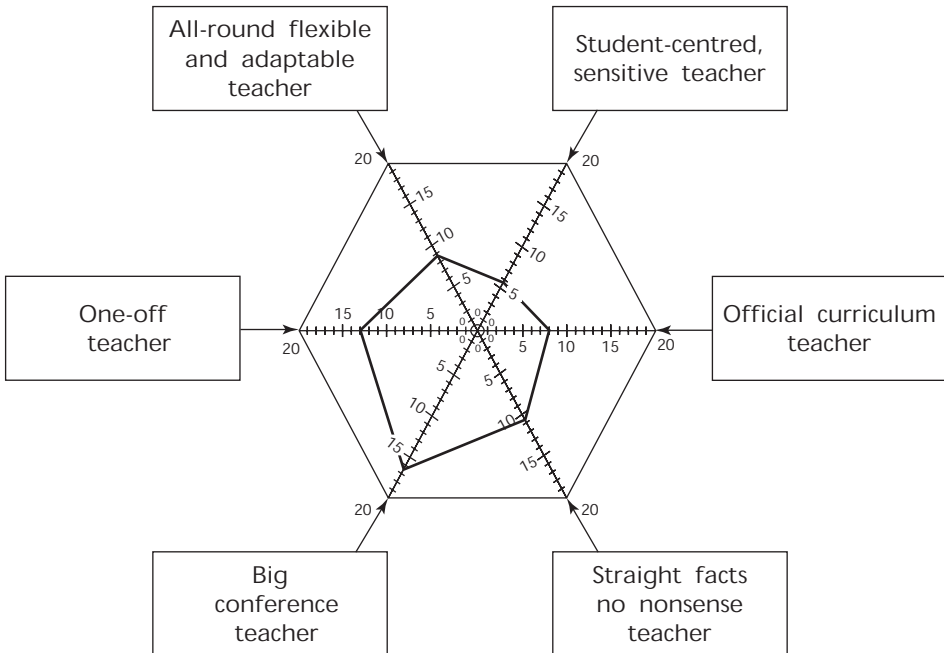 All-round flexible
and adaptable
teacher
Student-centred,
sensitive teacher
20
20
15
15
10
10
5
5
One-off
teacher
20
15
10
5
0
0
0
0
0
0
5
10
15
20
Official curriculum
teacher
5
5
10
10
15
15
20
20
Big
conference
teacher
Straight facts
no nonsense
teacher